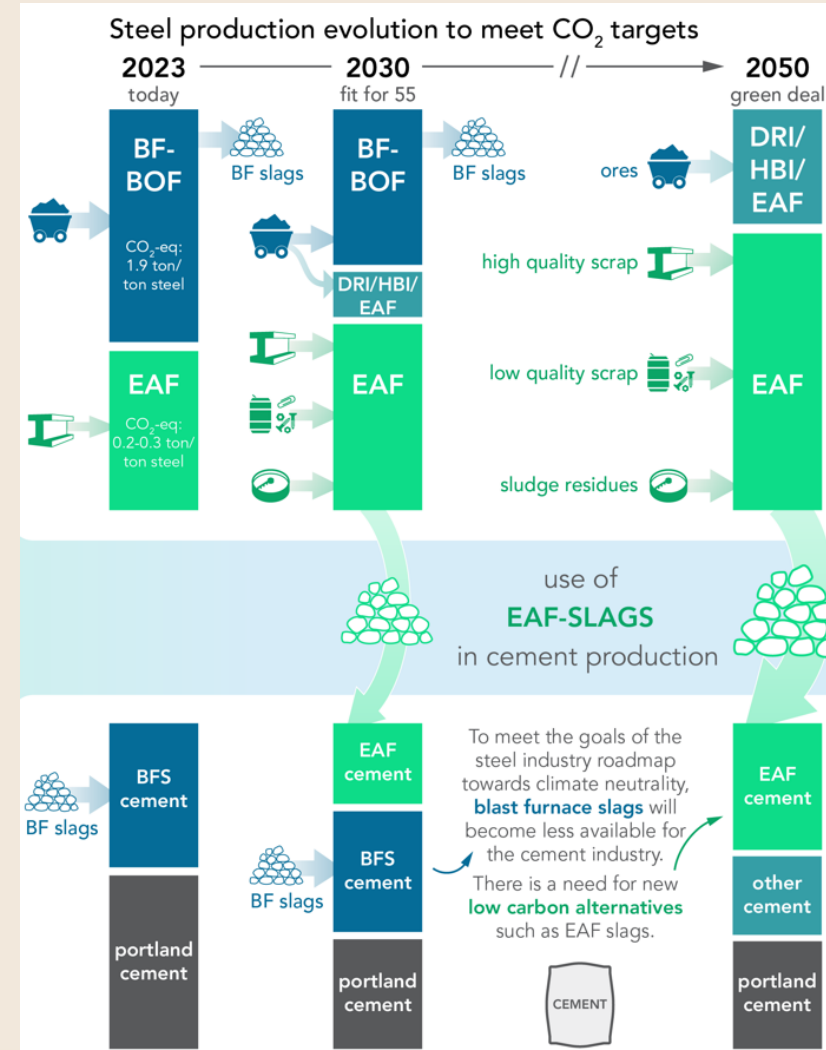 Steel production evolution to meet CO₂ targets
2023
today
2030
fit for 55
//
2050
green deal
BF-
BOF
CO₂-eq:
1.9 ton/
ton steel
EAF
CO₂-eq:
0.2-0.3 ton/
ton steel
BF slags
BF-
BOF
DRI/HBI/
EAF
EAF
BF slags
ores
high quality scrap
low quality scrap
sludge residues
DRI/
HBI/
EAF
EAF
use of
EAF-SLAGS
in cement production
BF slags
BFS
cement
portland
cement
BF slags
EAF
cement
BFS
cement
portland
cement
To meet the goals of the
steel industry roadmap
towards climate neutrality,
blast furnace slags will
become less available for
the cement industry.
There is a need for new
low carbon alternatives
such as EAF slags.
CEMENT
EAF
cement
other
cement
portland
cement